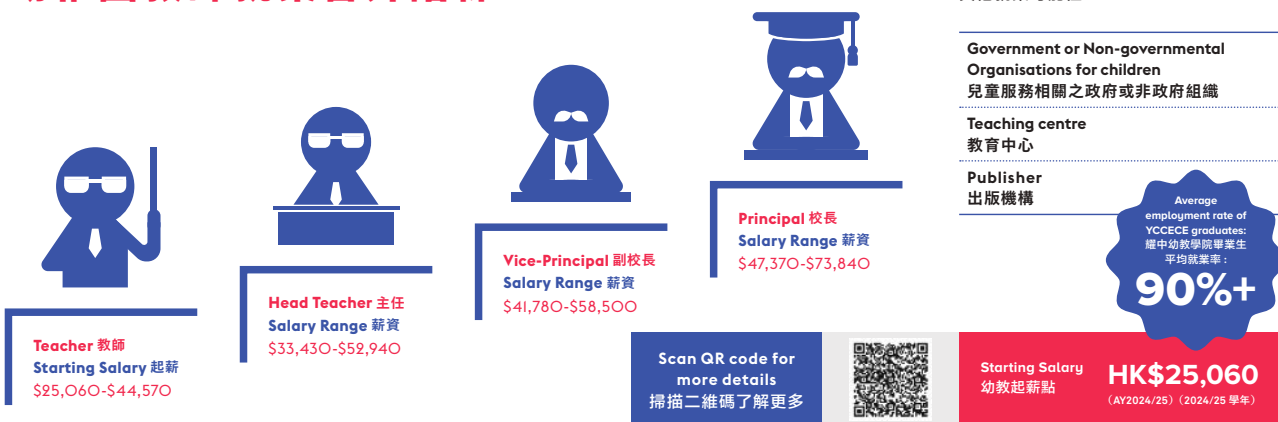 Teacher 教師
Starting Salary 起薪
$25,060-$44,570
Head Teacher 主任
Salary Range 薪資
$33,430-$52,940
Vice-Principal 副校長
Salary Range 薪資
$41,780-$58,500
Principal 校長
Salary Range 薪資
$47,370-$73,840
Government or Non-governmental
Organisations for children
兒童服務相關之政府或非政府組織
Teaching centre
教育中心
Publisher
出版機構
Average
employment rate of
YCCECE graduates:
耀中幼教學院畢業生
平均就業率：
90%+
Scan QR code for
more details
掃描二維碼了解更多
Starting Salary
幼教起薪點
HK$25,060
（AY2024/25）（2024/25 學年）